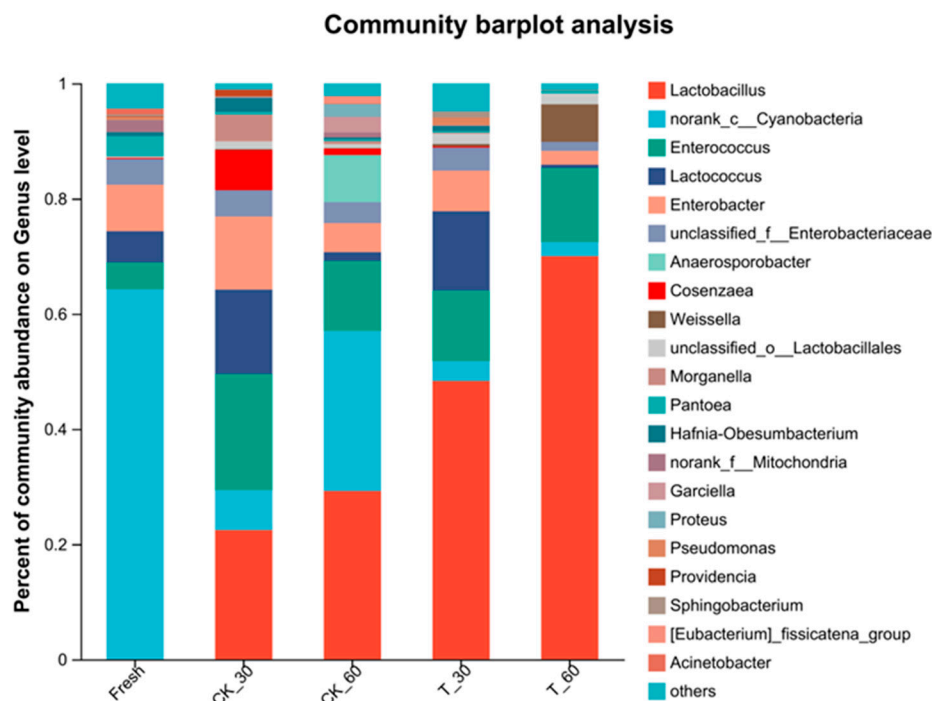 Community barplot analysis
Percent of community abundance on Genus level
1
0.8
0.6
0.4
0.2
0
Fresh
CK_30
CK_60
T_30
T_60
Lactobacillus
norank_c__Cyanobacteria
Enterococcus
Lactococcus
Enterobacter
unclassified_f__Enterobacteriaceae
Anaerosporobacter
Cosenzaea
Weissella
unclassified_o__Lactobacillales
Morganella
Pantoea
Hafnia-Obesumbacterium
norank_f__Mitochondria
Garciella
Proteus
Pseudomonas
Providencia
Sphingobacterium
[Eubacterium]_fissicatena_group
Acinetobacter
others